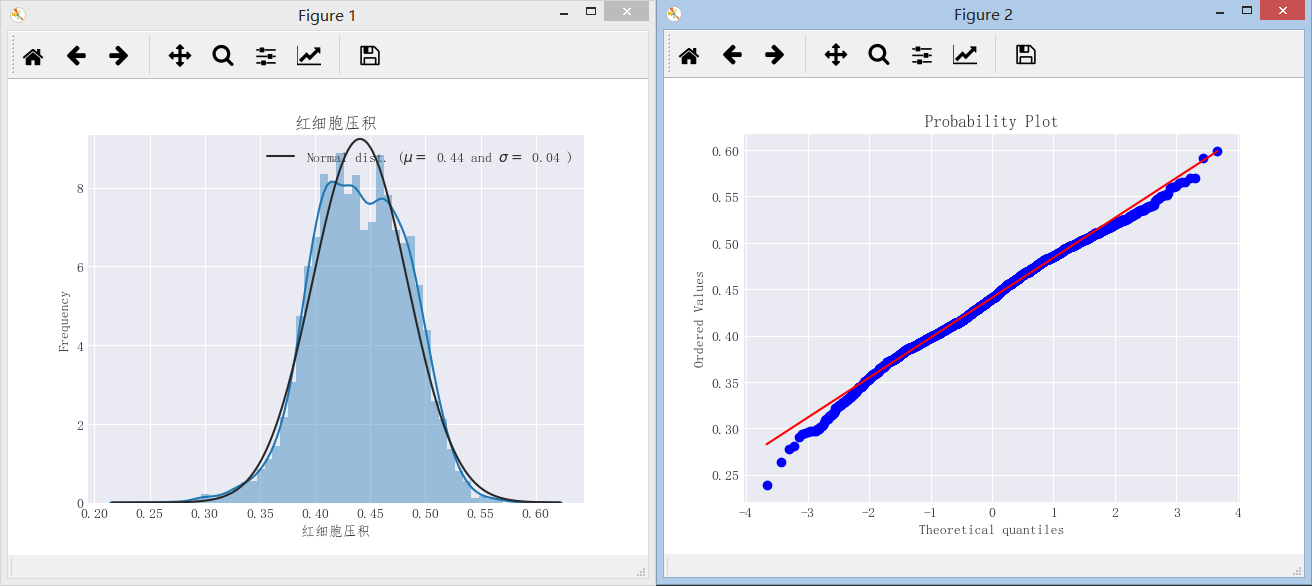 Figure 1
红细胞压积
Normal dist. (μ= 0.44 and σ= 0.04 )
Frequency
8
6
4
2
0
0.20 0.25 0.30 0.35 0.40 0.45 0.50 0.55 0.60
红细胞压积
Figure 2
Probability Plot
Ordered Values
0.60
0.55
0.50
0.45
0.40
0.35
0.30
0.25
-4 -3 -2 -1 0 1 2 3 4
Theoretical quantiles